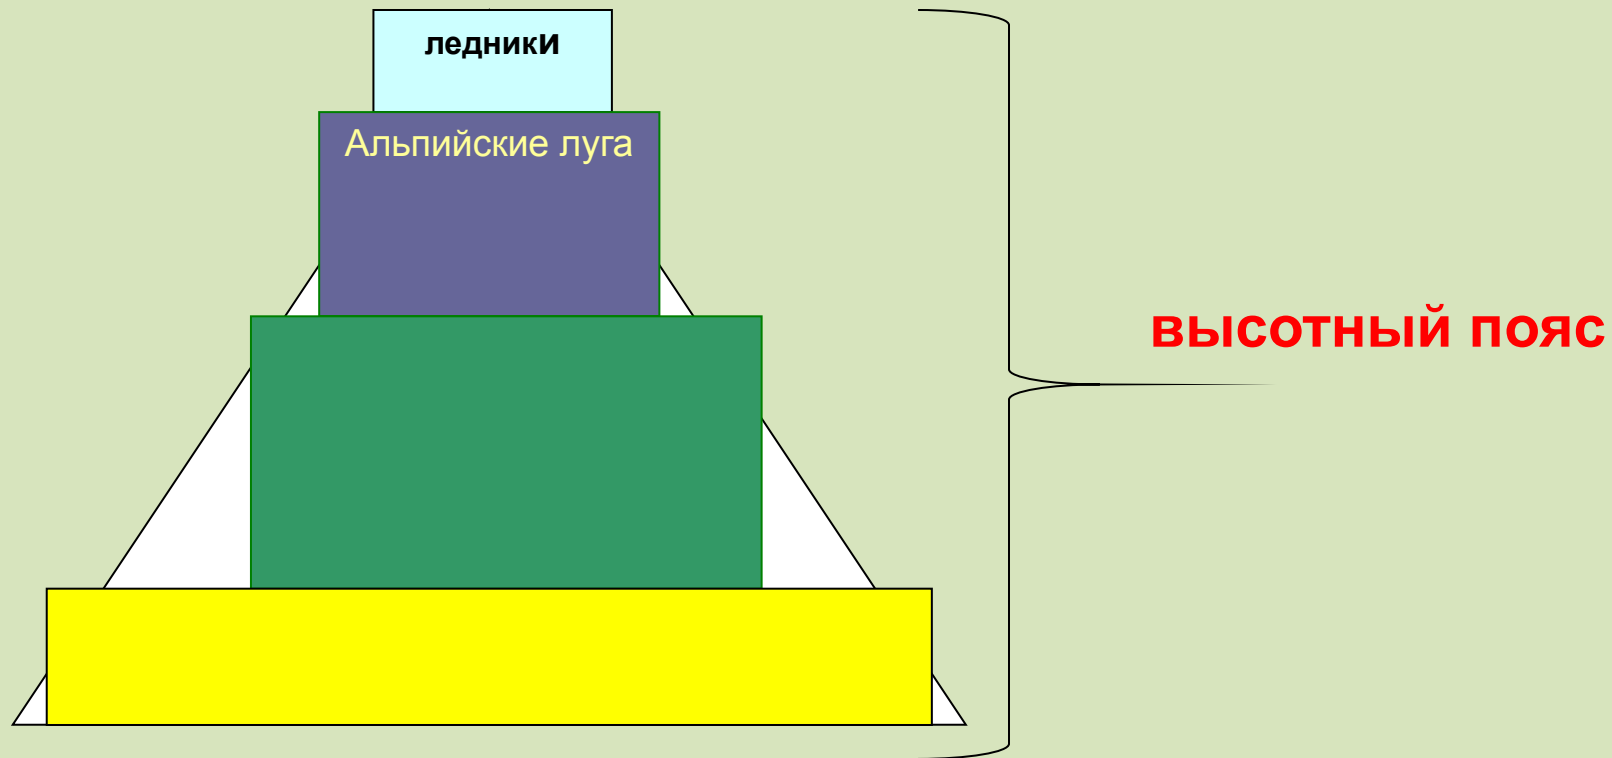 ледники
Альпийские луга
высотный пояс